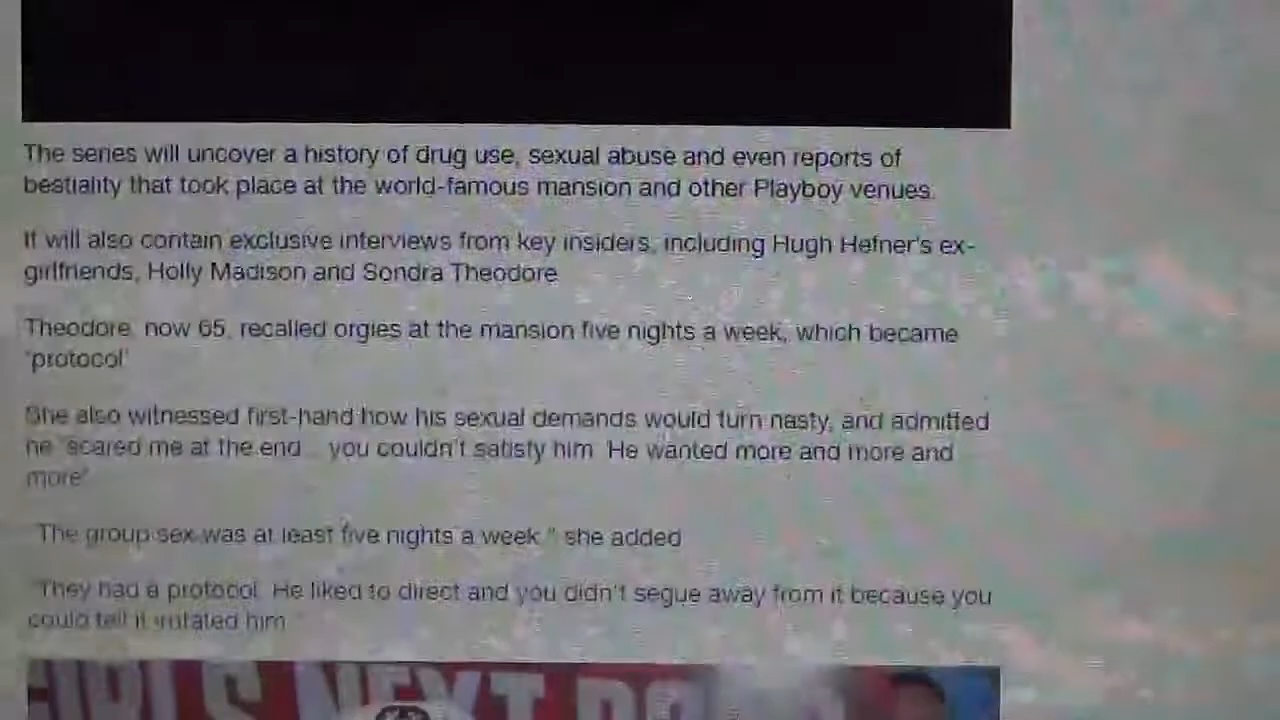 The series will uncover a history of drug use, sexual abuse and even reports of
bestiality that took place at the world-famous mansion and other Playboy venues.
It will also contain exclusive interviews from key insiders, including Hugh Hefner's ex-
girlfriends, Holly Madison and Sondra Theodore
Theodore, now 65, recalled orgies at the mansion five nights a week, which became
'protocol'
She also witnessed first-hand how his sexual demands would turn nasty, and admitted
he 'scared me at the end... you couldn't satisfy him. He wanted more and more and
more'
"The group sex was at least five nights a week," she added
"They had a protocol. He liked to direct and you didn't segue away from it because you
could tell it irritated him."
GIRLS NEXT DOOR